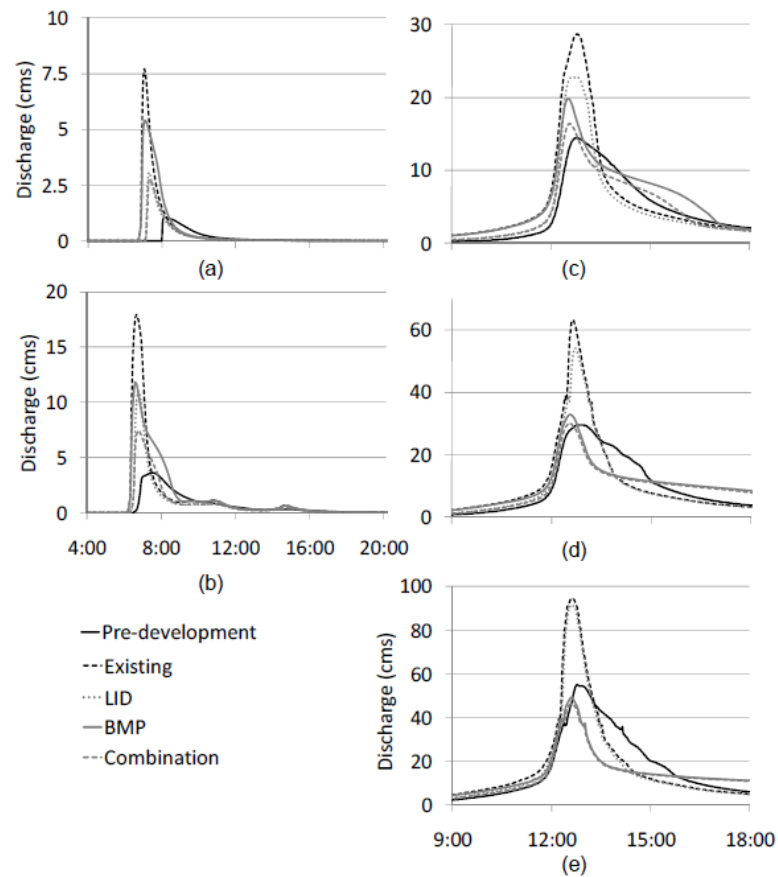 10
7.5
5
2.5
0
Discharge (cms)
(a)
20
15
10
5
0
Discharge (cms)
4:00 8:00 12:00 16:00 20:00
(b)
Pre-development
Existing
LID
BMP
Combination
30
20
10
0
(c)
60
40
20
0
(d)
100
80
60
40
20
0
Discharge (cms)
9:00 12:00 15:00 18:00
(e)